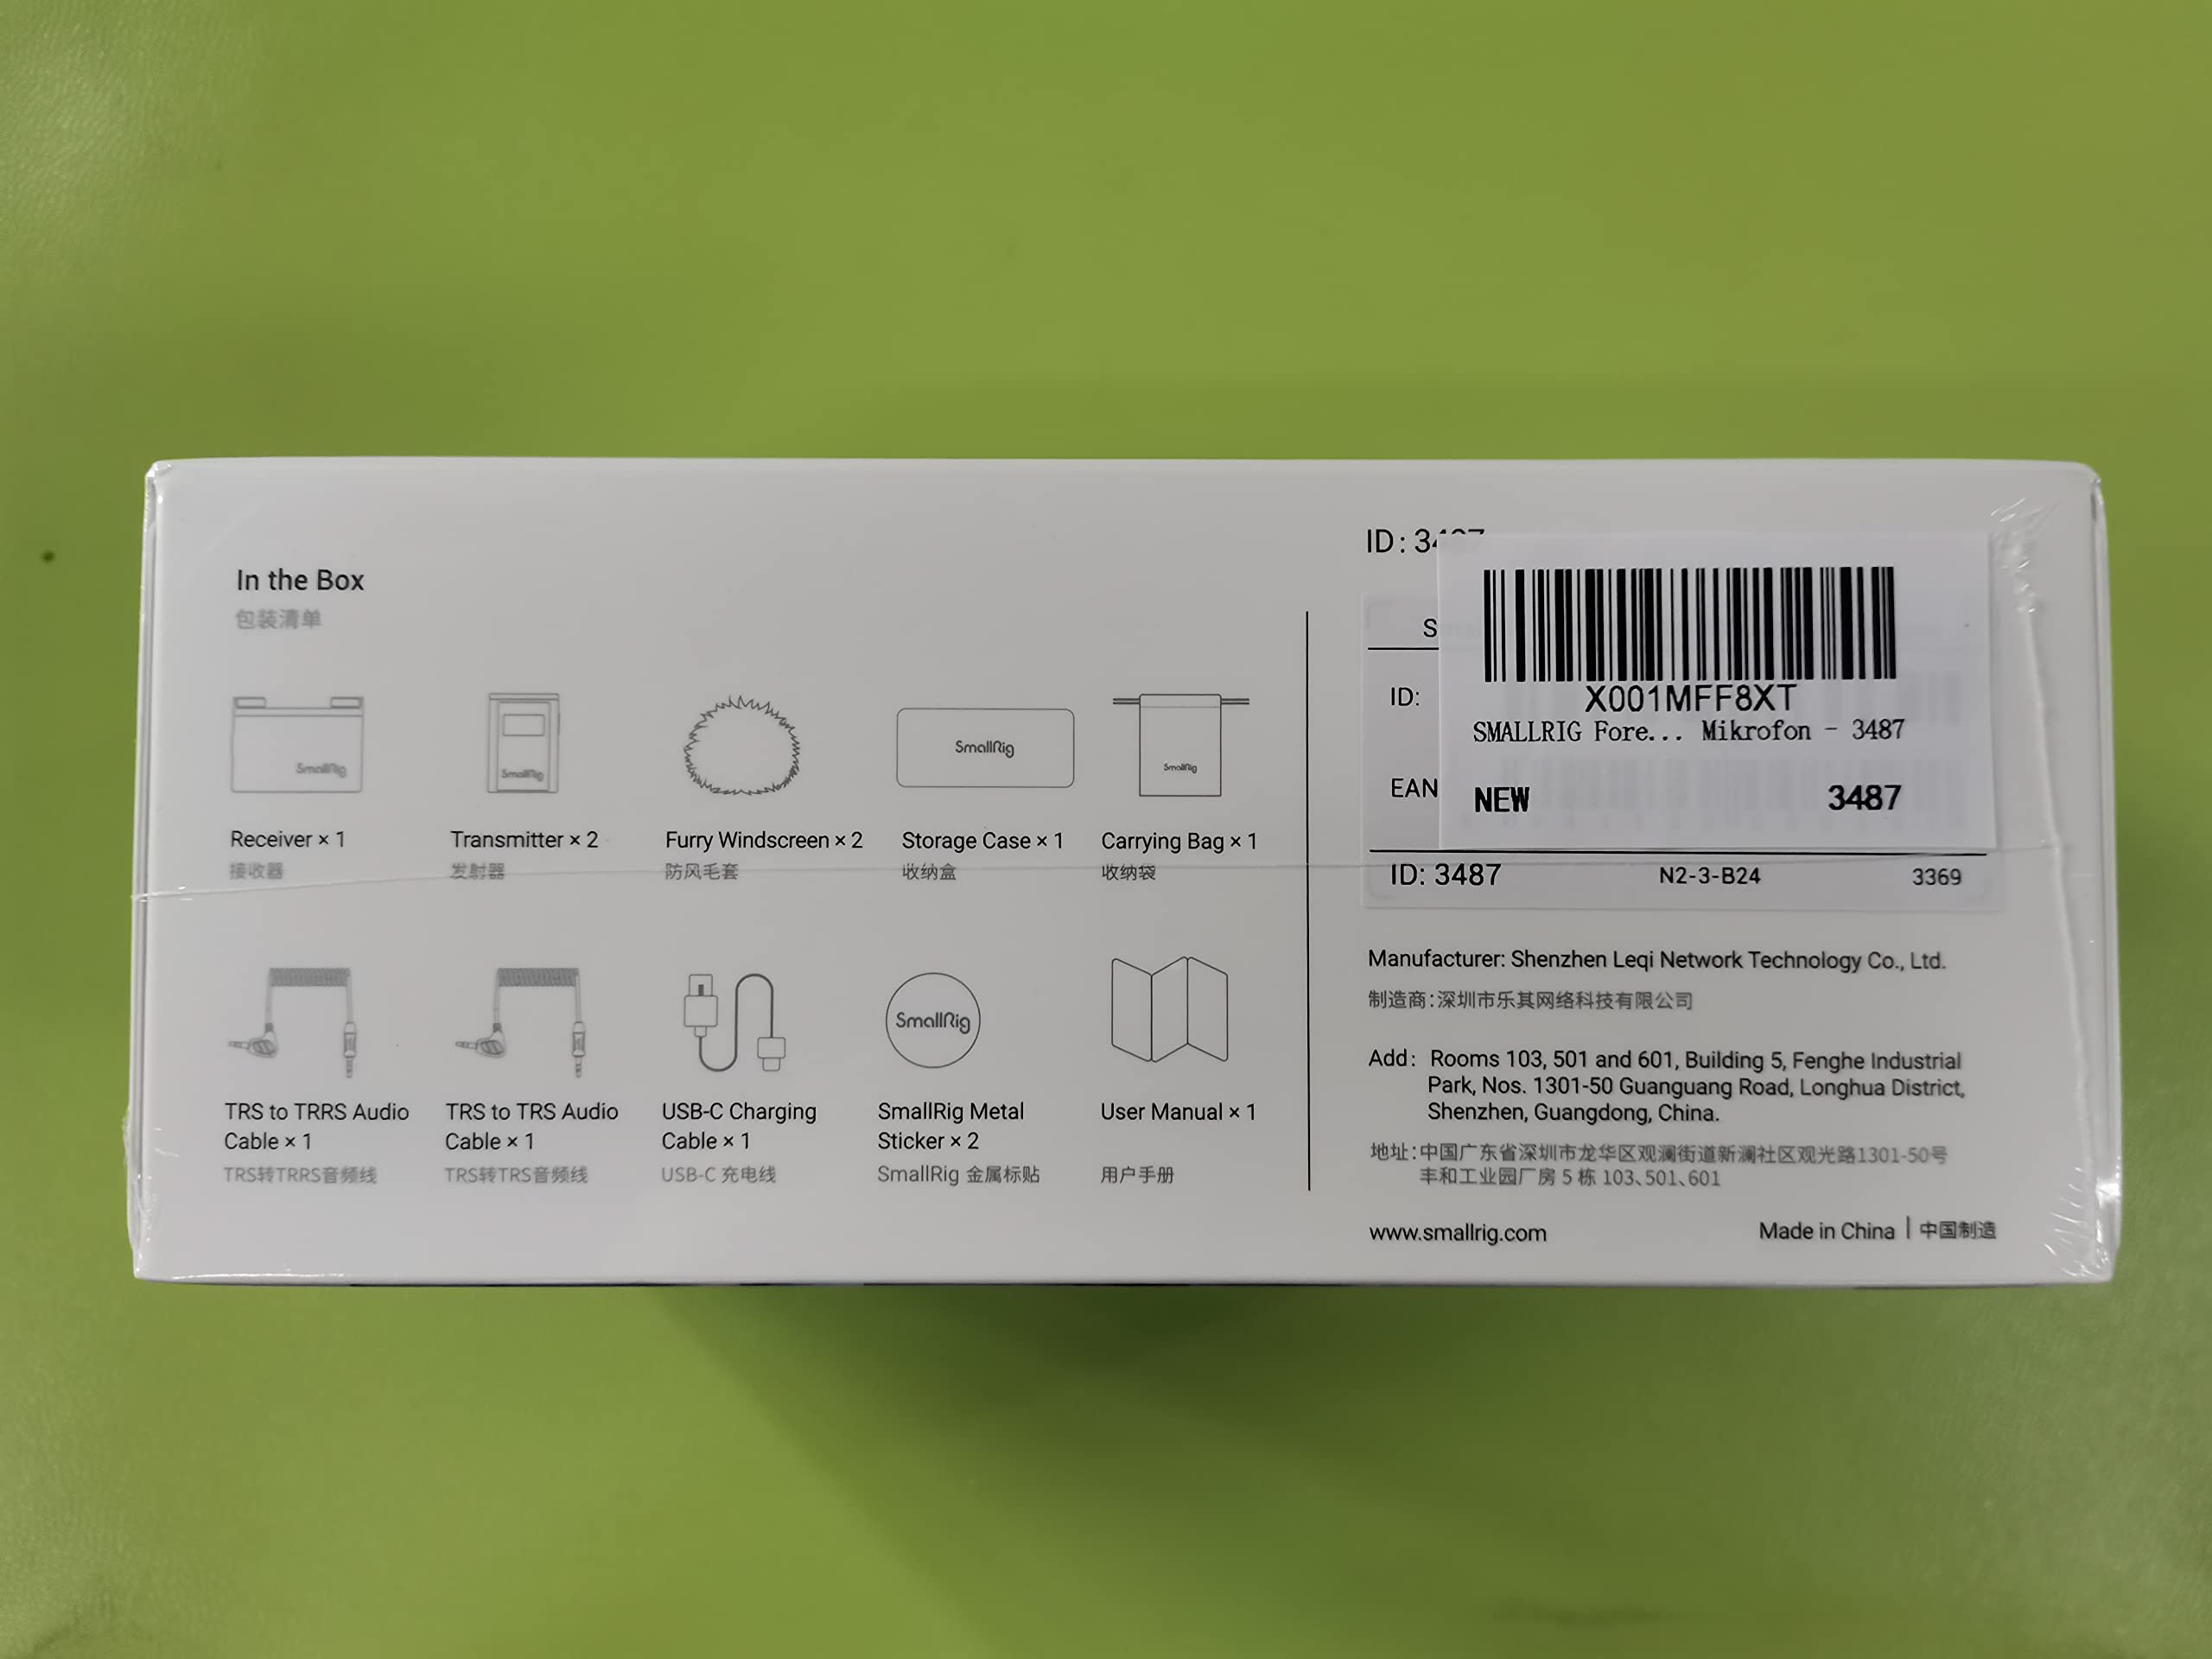 In the Box
包装清单
SmallRig
SmallRig
SmallRig
SmallRig
Receiver × 1
接收器
Transmitter × 2
发射器
Furry Windscreen × 2
防风毛套
Storage Case × 1
收纳盒
Carrying Bag × 1
收纳袋
SmallRig
TRS to TRRS Audio
Cable × 1
TRS转TRRS音频线
TRS to TRS Audio
Cable × 1
TRS转TRS音频线
USB-C Charging
Cable × 1
USB-C 充电线
SmallRig Metal
Sticker × 2
SmallRig 金属标贴
User Manual × 1
用户手册
ID: 3487
S
ID:
EAN
X001MFF8XT
SMALLRIG Fore... Mikrofon - 3487
NEW 3487
ID: 3487 N2-3-B24 3369
Manufacturer: Shenzhen Leqi Network Technology Co., Ltd.
制造商:深圳市乐其网络科技有限公司
Add: Rooms 103, 501 and 601, Building 5, Fenghe Industrial
Park, Nos. 1301-50 Guanguang Road, Longhua District,
Shenzhen, Guangdong, China.
地址:中国广东省深圳市龙华区观澜街道新澜社区观光路1301-50号
丰和工业园厂房 5 栋 103、501、601
www.smallrig.com
Made in China | 中国制造